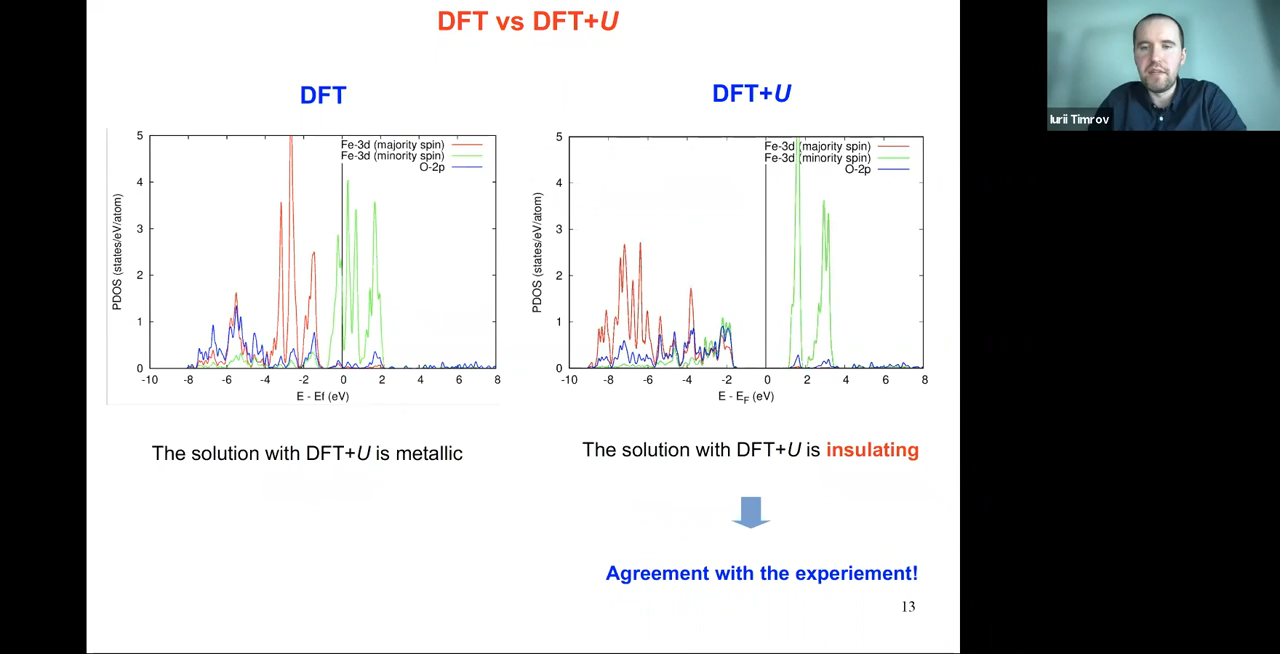 DFT vs DFT+U
DFT
DFT+U
Fe-3d (majority spin)
Fe-3d (minority spin)
O-2p
5
4
3
2
1
0
PDOS (states/eV/atom)
-10 -8 -6 -4 -2 0 2 4 6 8
E - Ef (eV)
Fe-3d (majority spin)
Fe-3d (minority spin)
O-2p
5
4
3
2
1
0
PDOS (states/eV/atom)
-10 -8 -6 -4 -2 0 2 4 6 8
E - EF (eV)
The solution with DFT+U is metallic
The solution with DFT+U is insulating
Agreement with the experiement!
13
Iurii Timrov